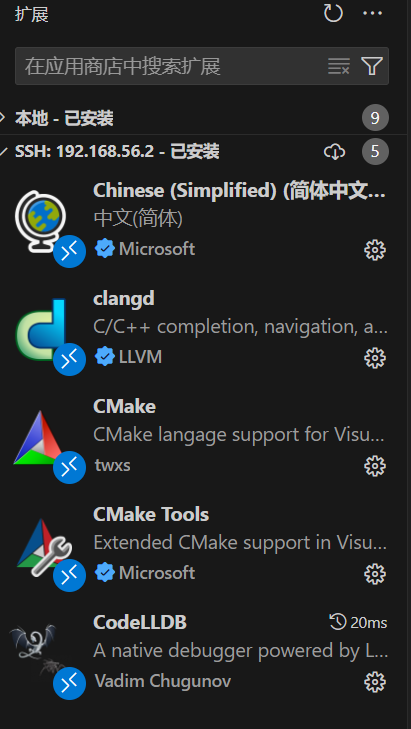 扩展
在应用商店中搜索扩展
本地 - 已安装
9
SSH: 192.168.56.2 - 已安装
5
Chinese (Simplified) (简体中文...
中文(简体)
Microsoft
clangd
C/C++ completion, navigation, a...
LLVM
CMake
CMake langage support for Visu...
twxs
CMake Tools
Extended CMake support in Visu...
Microsoft
CodeLLDB
20ms
A native debugger powered by L...
Vadim Chugunov